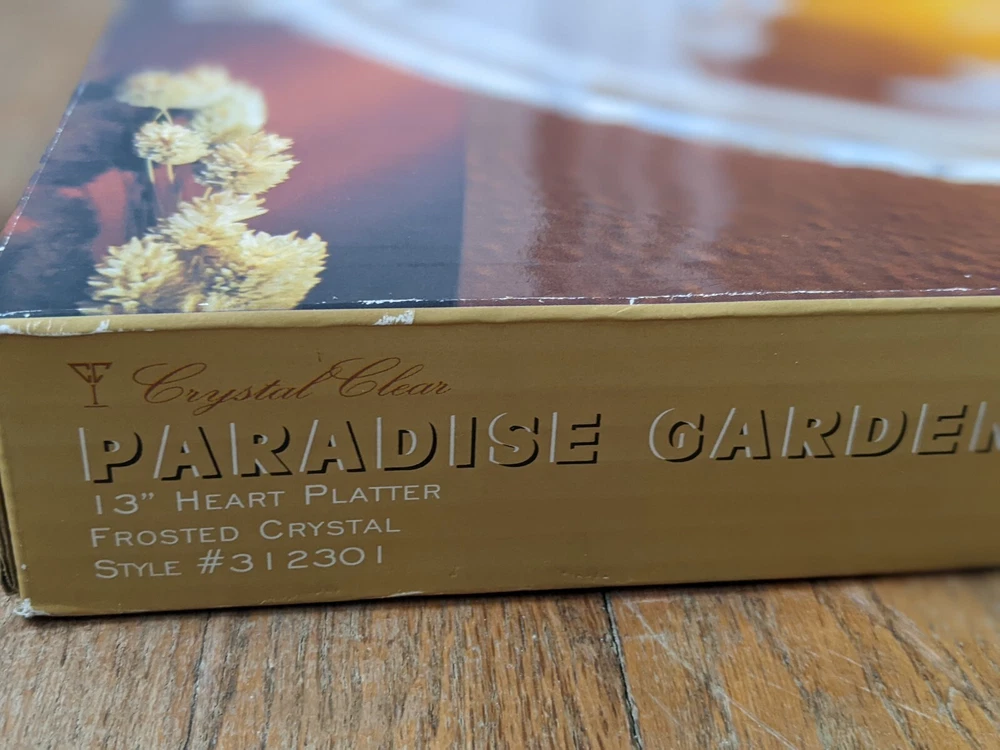 Crystal Clear
PARADISE GARDEN
13” HEART PLATTER
FROSTED CRYSTAL
STYLE #312301